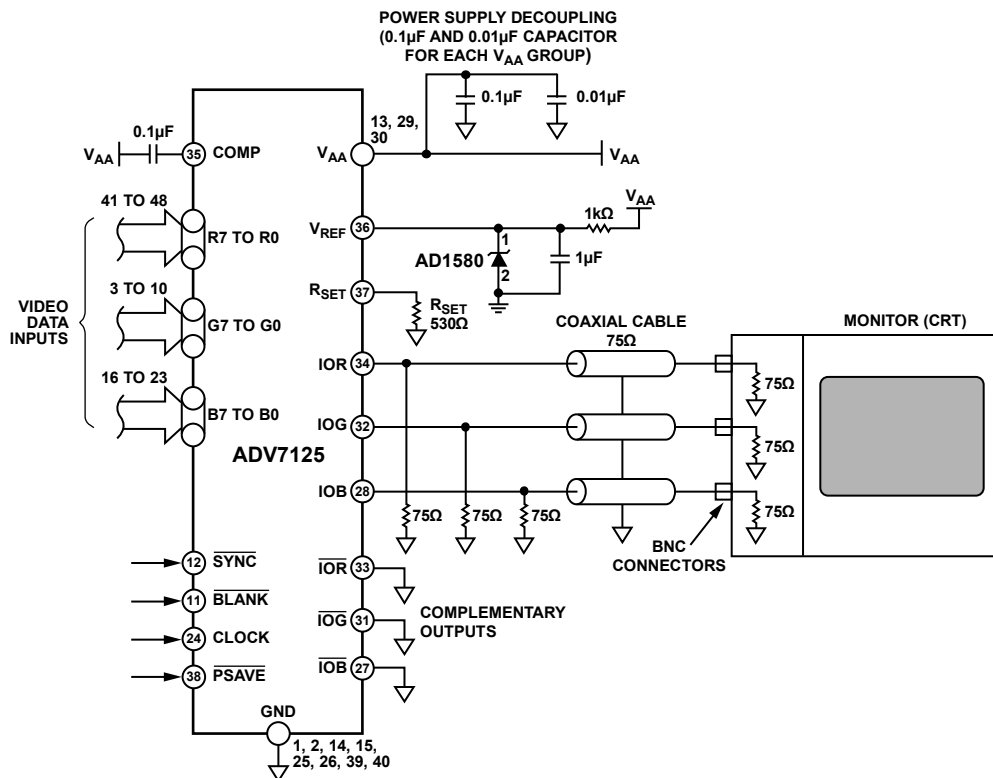 POWER SUPPLY DECOUPLING
(0.1µF AND 0.01µF CAPACITOR
FOR EACH VAA GROUP)
0.1µF
0.01µF
13, 29,
30
VAA
VAA
0.1µF
VAA
35
COMP
41 TO 48
R7 TO R0
3 TO 10
G7 TO G0
16 TO 23
B7 TO B0
VIDEO
DATA
INPUTS
ADV7125
VREF
36
AD1580
1
2
1µF
1kΩ
VAA
RSET
37
RSET
530Ω
COAXIAL CABLE
75Ω
MONITOR (CRT)
IOR
34
IOG
32
IOB
28
75Ω
75Ω
75Ω
75Ω
75Ω
75Ω
BNC
CONNECTORS
12
SYNC
11
BLANK
24
CLOCK
38
PSAVE
IOR
33
IOG
31
IOB
27
COMPLEMENTARY
OUTPUTS
GND
1, 2, 14, 15,
25, 26, 39, 40